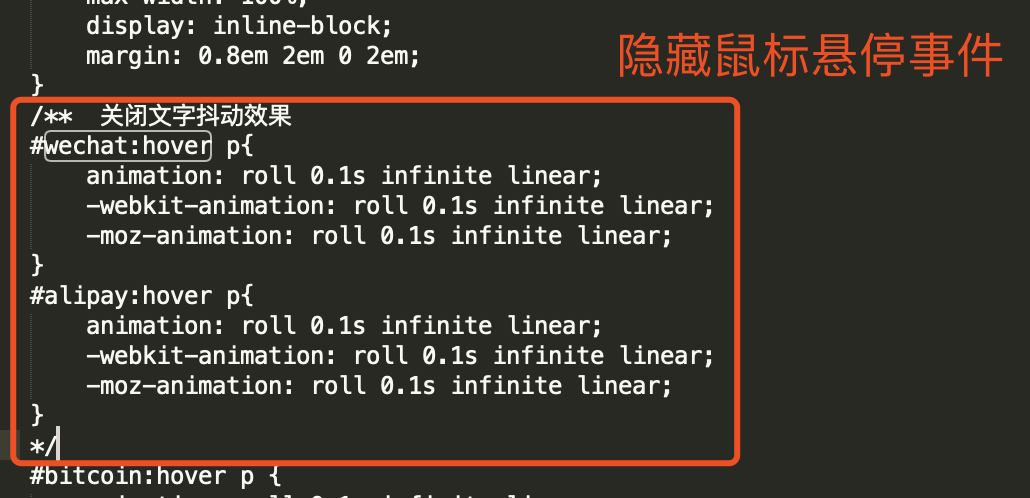 max-width: 100%;
display: inline-block;
margin: 0.8em 2em 0 2em;
}
隐藏鼠标悬停事件
/**  关闭文字抖动效果
#wechat:hover p{
animation: roll 0.1s infinite linear;
-webkit-animation: roll 0.1s infinite linear;
-moz-animation: roll 0.1s infinite linear;
}
#alipay:hover p{
animation: roll 0.1s infinite linear;
-webkit-animation: roll 0.1s infinite linear;
-moz-animation: roll 0.1s infinite linear;
}
*/
#bitcoin:hover p {